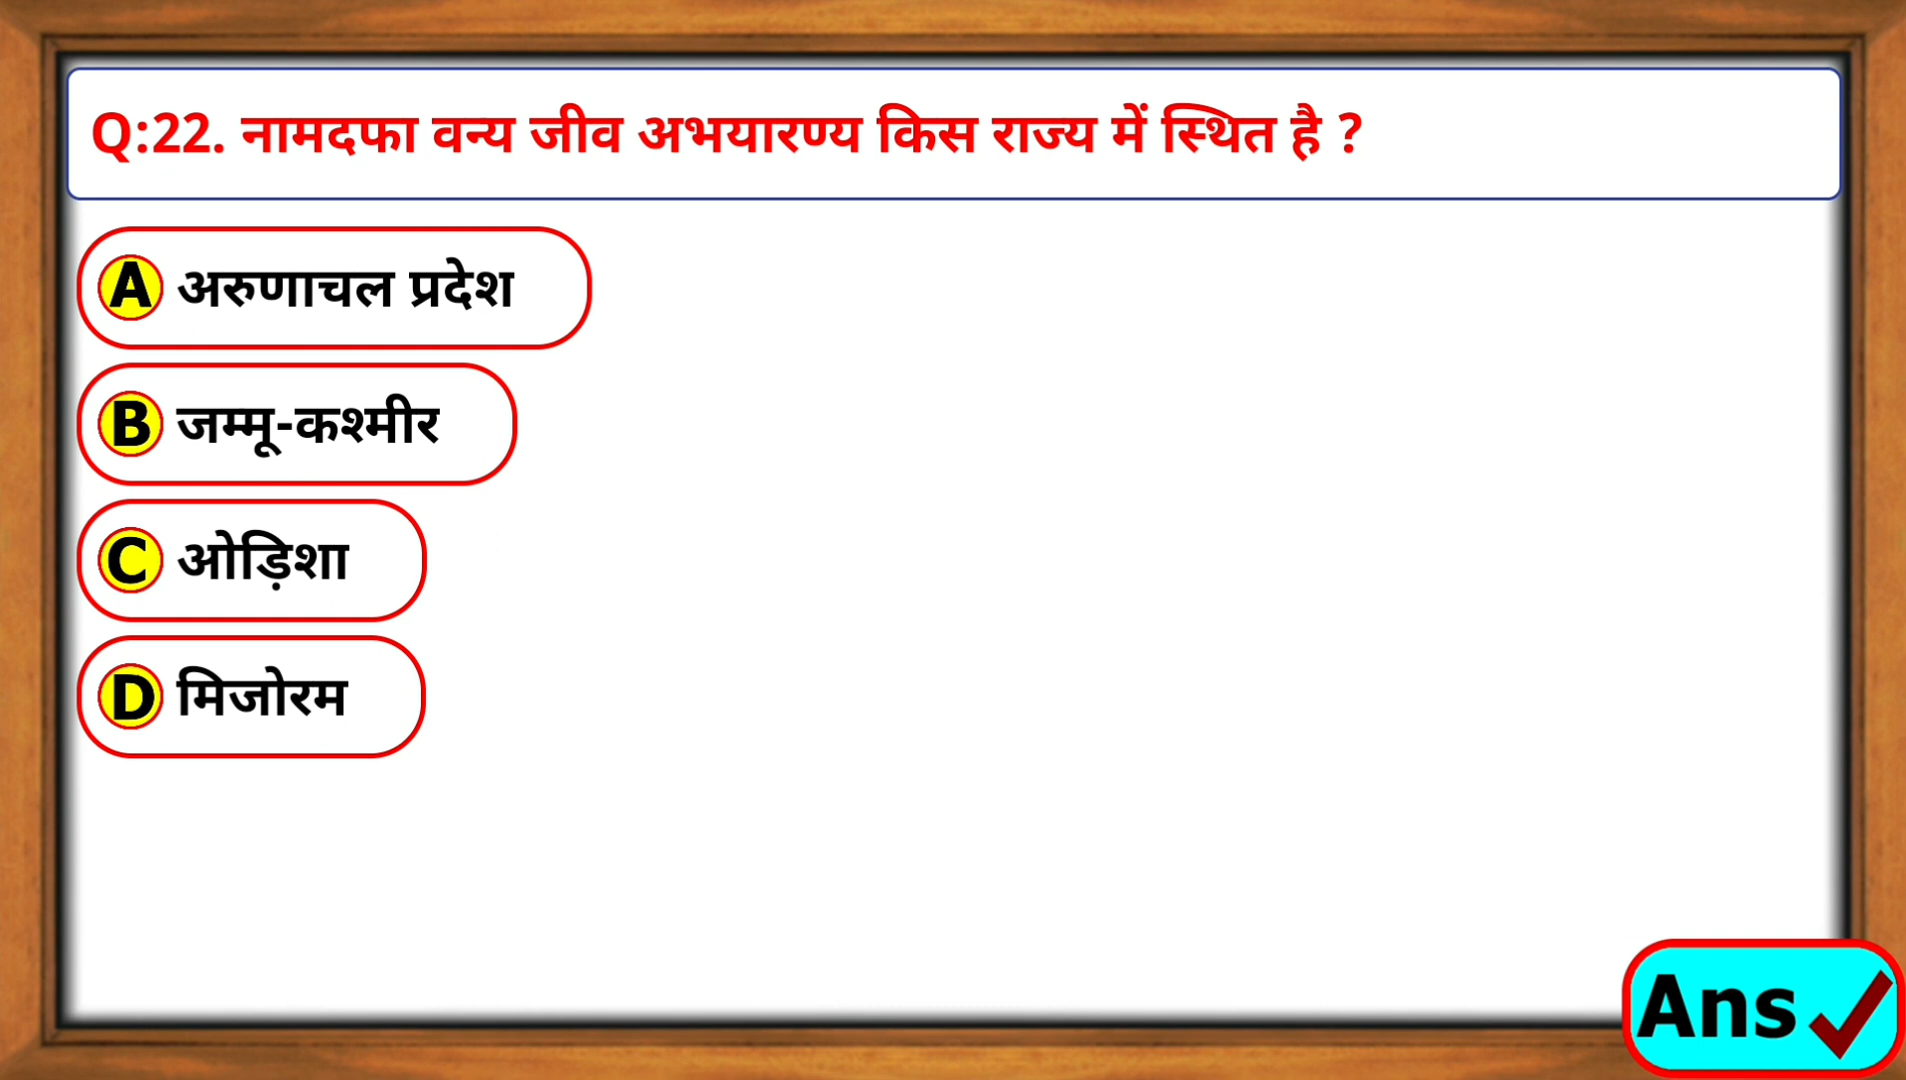 Q:22. नामदफा वन्य जीव अभयारण्य किस राज्य में स्थित है ?
A अरुणाचल प्रदेश
B जम्मू-कश्मीर
C ओड़िशा
D मिजोरम
Ans